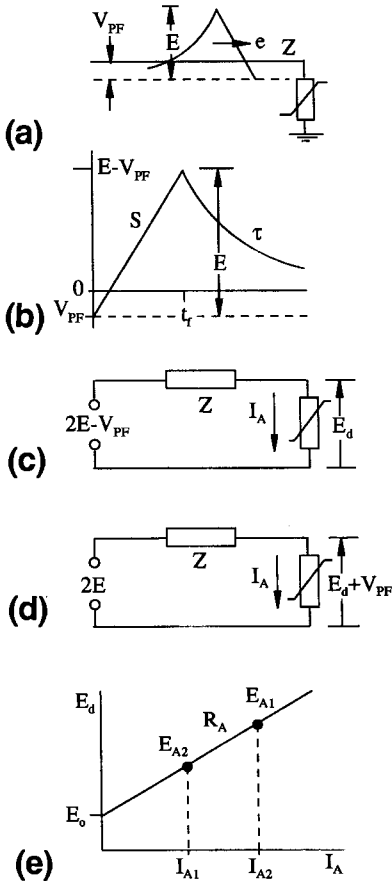 V_PF
E
e
Z
(a)
E-V_PF
S
τ
E
0
V_PF
t_f
(b)
Z
2E-V_PF
I_A
E_d
(c)
Z
2E
I_A
E_d+V_PF
(d)
E_d
R_A
E_A1
E_A2
E_o
I_A1
I_A2
I_A
(e)